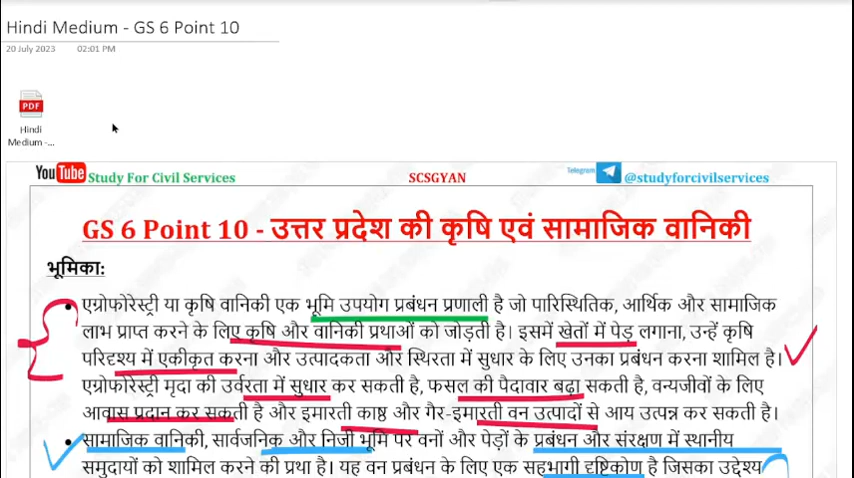 Hindi Medium - GS 6 Point 10
20 July 2023 02:01 PM
PDF
Hindi
Medium -...
YouTube Study For Civil Services SCSGYAN Telegram @studyforcivilservices
GS 6 Point 10 - उत्तर प्रदेश की कृषि एवं सामाजिक वानिकी
भूमिका:
• एग्रोफोरेस्ट्री या कृषि वानिकी एक भूमि उपयोग प्रबंधन प्रणाली है जो पारिस्थितिक, आर्थिक और सामाजिक
लाभ प्राप्त करने के लिए कृषि और वानिकी प्रथाओं को जोड़ती है। इसमें खेतों में पेड़ लगाना, उन्हें कृषि
परिदृश्य में एकीकृत करना और उत्पादकता और स्थिरता में सुधार के लिए उनका प्रबंधन करना शामिल है।
एग्रोफोरेस्ट्री मृदा की उर्वरता में सुधार कर सकती है, फसल की पैदावार बढ़ा सकती है, वन्यजीवों के लिए
आवास प्रदान कर सकती है और इमारती काष्ठ और गैर-इमारती वन उत्पादों से आय उत्पन्न कर सकती है।
• सामाजिक वानिकी, सार्वजनिक और निजी भूमि पर वनों और पेड़ों के प्रबंधन और संरक्षण में स्थानीय
समुदायों को शामिल करने की प्रथा है। यह वन प्रबंधन के लिए एक सहभागी दृष्टिकोण है जिसका उद्देश्य